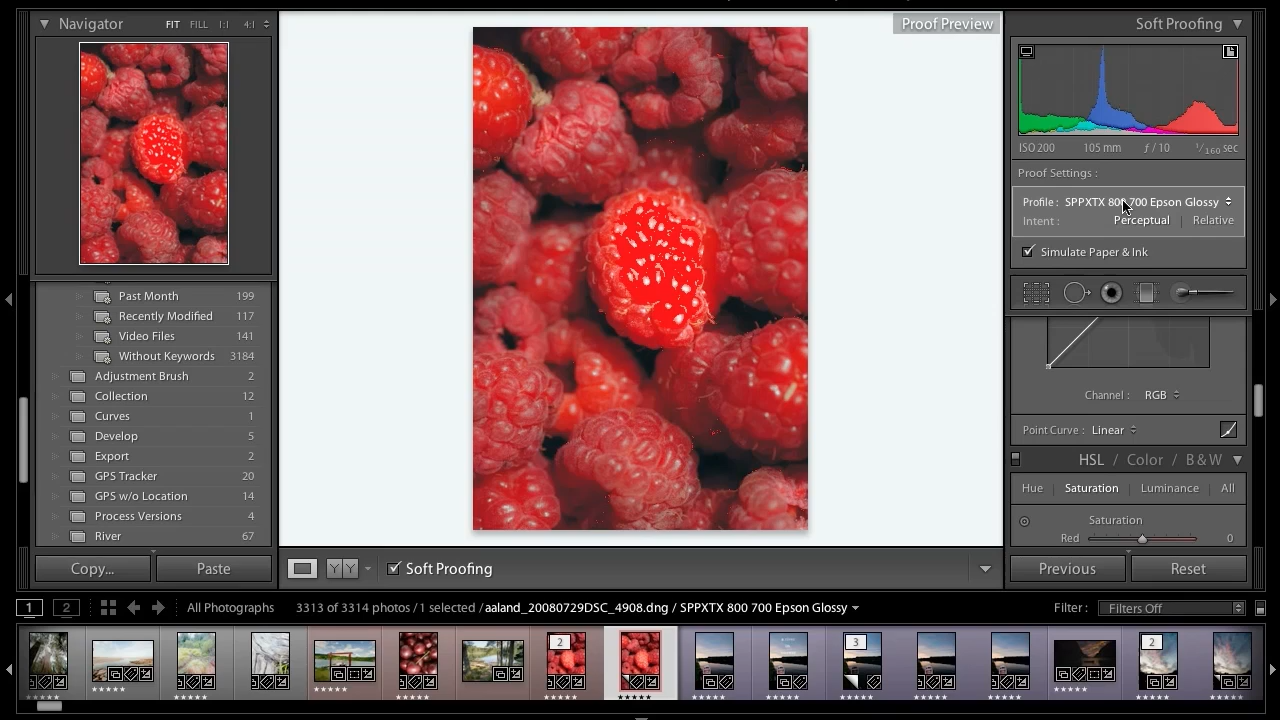 Navigator
FIT FILL 1:1 4:1
Past Month 199
Recently Modified 117
Video Files 141
Without Keywords 3184
Adjustment Brush 2
Collection 12
Curves 1
Develop 5
Export 2
GPS Tracker 20
GPS w/o Location 14
Process Versions 4
River 67
Copy... Paste
Proof Preview
Soft Proofing
ISO 200 105 mm ƒ / 10 1/160 sec
Proof Settings :
Profile : SPPXTX 800 700 Epson Glossy
Intent : Perceptual | Relative
Simulate Paper & Ink
Channel : RGB
Point Curve : Linear
HSL / Color / B & W
Hue Saturation Luminance All
Saturation
Red 0
Previous Reset
YY Soft Proofing
1 2 All Photographs 3313 of 3314 photos / 1 selected / aaland_20080729DSC_4908.dng / SPPXTX 800 700 Epson Glossy Filter : Filters Off
2 3 2